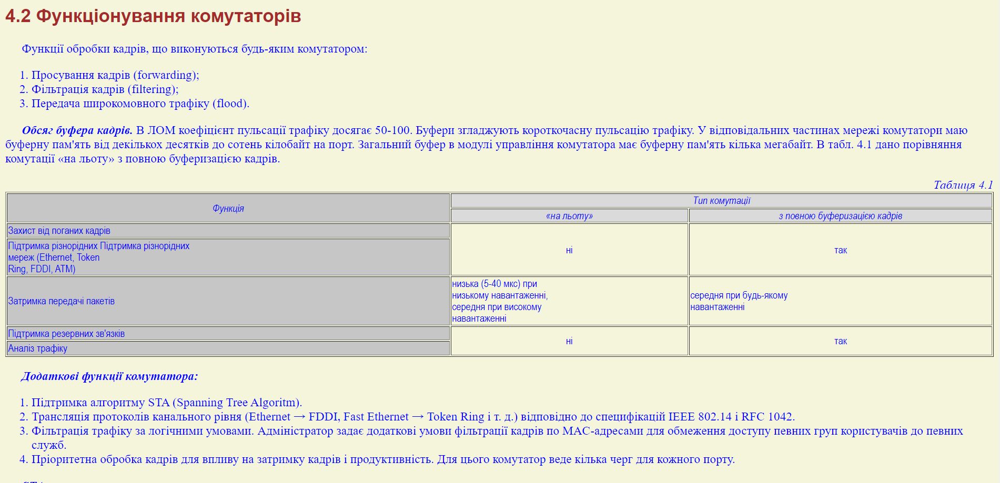 4.2 Функціонування комутаторів
Функції обробки кадрів, що виконуються будь-яким комутатором:
1. Просування кадрів (forwarding);
2. Фільтрація кадрів (filtering);
3. Передача широкомовного трафіку (flood).
Обсяг буфера кадрів. В ЛОМ коефіцієнт пульсації трафіку досягає 50-100. Буфери згладжують короткочасну пульсацію трафіку. У відповідальних частинах мережі комутатори маю
буферну пам'ять від декількох десятків до сотень кілобайт на порт. Загальний буфер в модулі управління комутатора має буферну пам'ять кілька мегабайт. В табл. 4.1 дано порівняння
комутації «на льоту» з повною буферизацією кадрів.
Таблиця 4.1
Функція
Тип комутації
«на льоту»
з повною буферизацією кадрів
Захист від поганих кадрів
Підтримка різнорідних Підтримка різнорідних
мереж (Ethernet, Token
Ring, FDDI, ATM)
ні
так
Затримка передачі пакетів
низька (5-40 мкс) при
низькому навантаженні,
середня при високому
навантаженні
середня при будь-якому
навантаженні
Підтримка резервних зв'язків
Аналіз трафіку
ні
так
Додаткові функції комутатора:
1. Підтримка алгоритму STA (Spanning Tree Algoritm).
2. Трансляція протоколів канального рівня (Ethernet → FDDI, Fast Ethernet → Token Ring і т. д.) відповідно до специфікацій IEEE 802.14 і RFC 1042.
3. Фільтрація трафіку за логічними умовами. Адміністратор задає додаткові умови фільтрації кадрів по MAC-адресами для обмеження доступу певних груп користувачів до певних
служб.
4. Пріоритетна обробка кадрів для впливу на затримку кадрів і продуктивність. Для цього комутатор веде кілька черг для кожного порту.